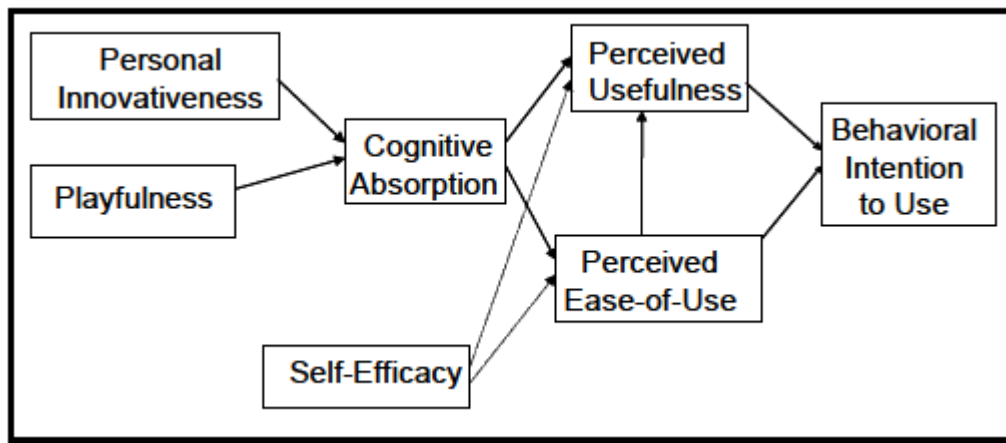 Personal
Innovativeness
Playfulness
Cognitive
Absorption
Self-Efficacy
Perceived
Usefulness
Perceived
Ease-of-Use
Behavioral
Intention
to Use